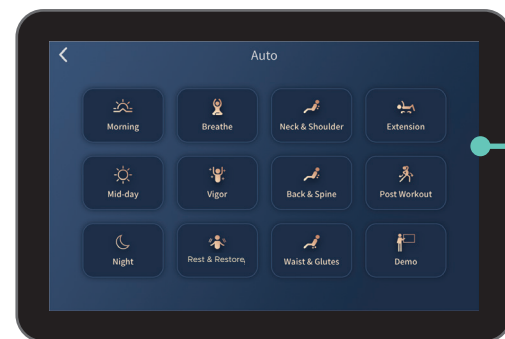 Auto
Morning
Breathe
Neck & Shoulder
Extension
Mid-day
Vigor
Back & Spine
Post Workout
Night
Rest & Restore,
Waist & Glutes
Demo